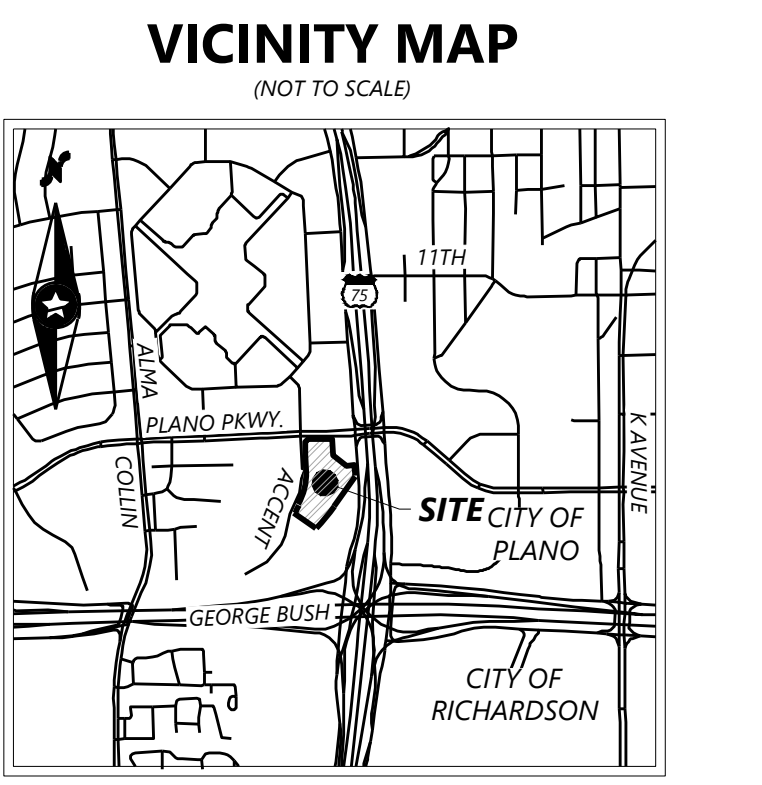 VICINITY MAP
(NOT TO SCALE)
N
11TH
75
ALMA
PLANO PKWY.
K AVENUE
COLLIN
ACCENT
SITE
CITY OF
PLANO
GEORGE BUSH
CITY OF
RICHARDSON